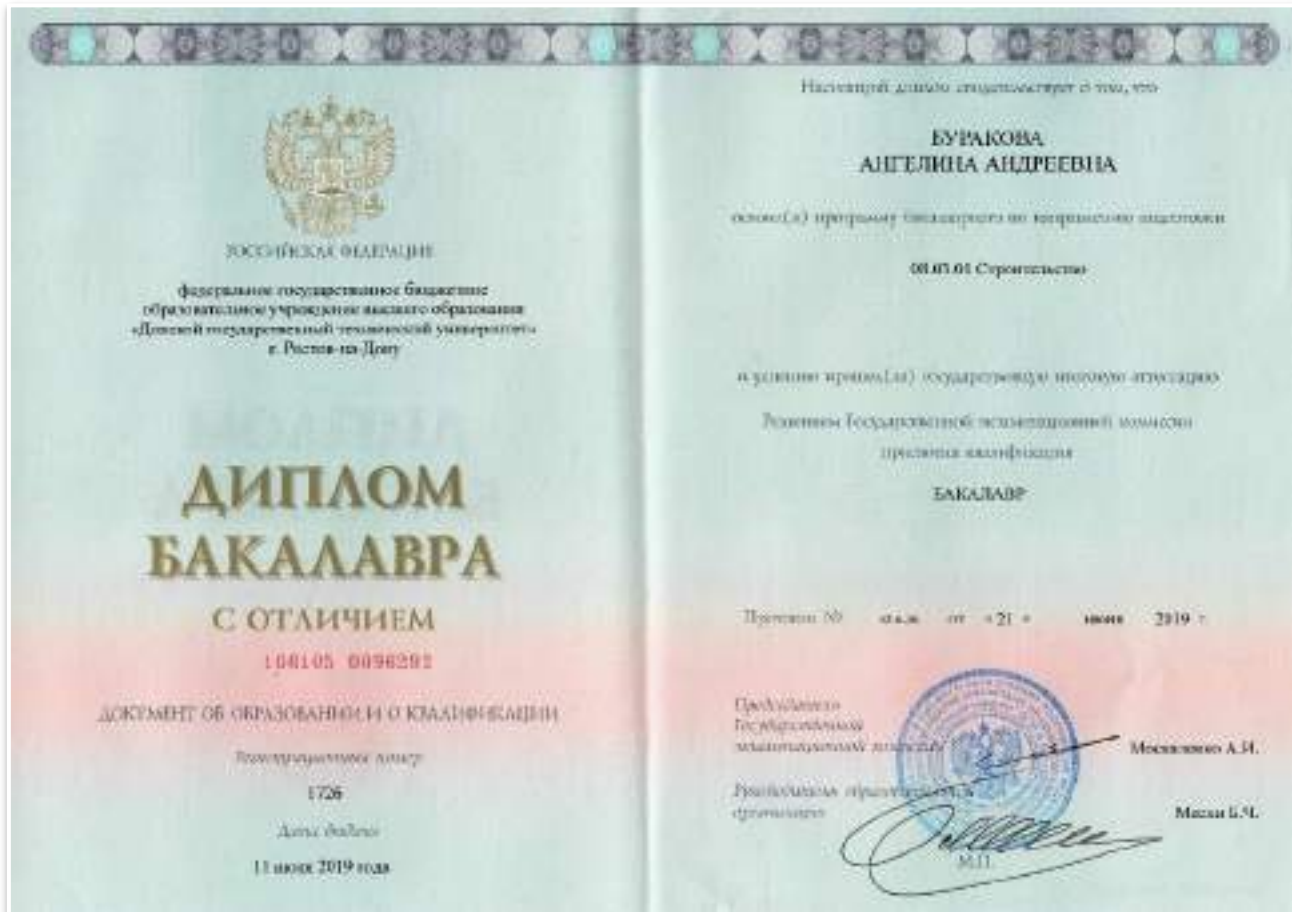 РОССИЙСКАЯ ФЕДЕРАЦИЯ
федеральное государственное бюджетное
образовательное учреждение высшего образования
«Донской государственный технический университет»
г. Ростов-на-Дону
ДИПЛОМ
БАКАЛАВРА
С ОТЛИЧИЕМ
ДОКУМЕНТ ОБ ОБРАЗОВАНИИ И О КВАЛИФИКАЦИИ
Регистрационный номер
1726
Дата выдачи
11 июня 2019 года
Настоящий диплом свидетельствует о том, что
БУРАКОВА
АНГЕЛИНА АНДРЕЕВНА
освоил(а) программу бакалавриата по направлению подготовки
08.03.01 Строительство
и успешно прошел(ла) государственную итоговую аттестацию
Решением Государственной экзаменационной комиссии
присвоена квалификация
БАКАЛАВР
Протокол № от «21» июня 2019 г.
Председатель
Государственной
экзаменационной комиссии А.И.
Руководитель образовательной
организации Месхи Б.Ч.
М.П.